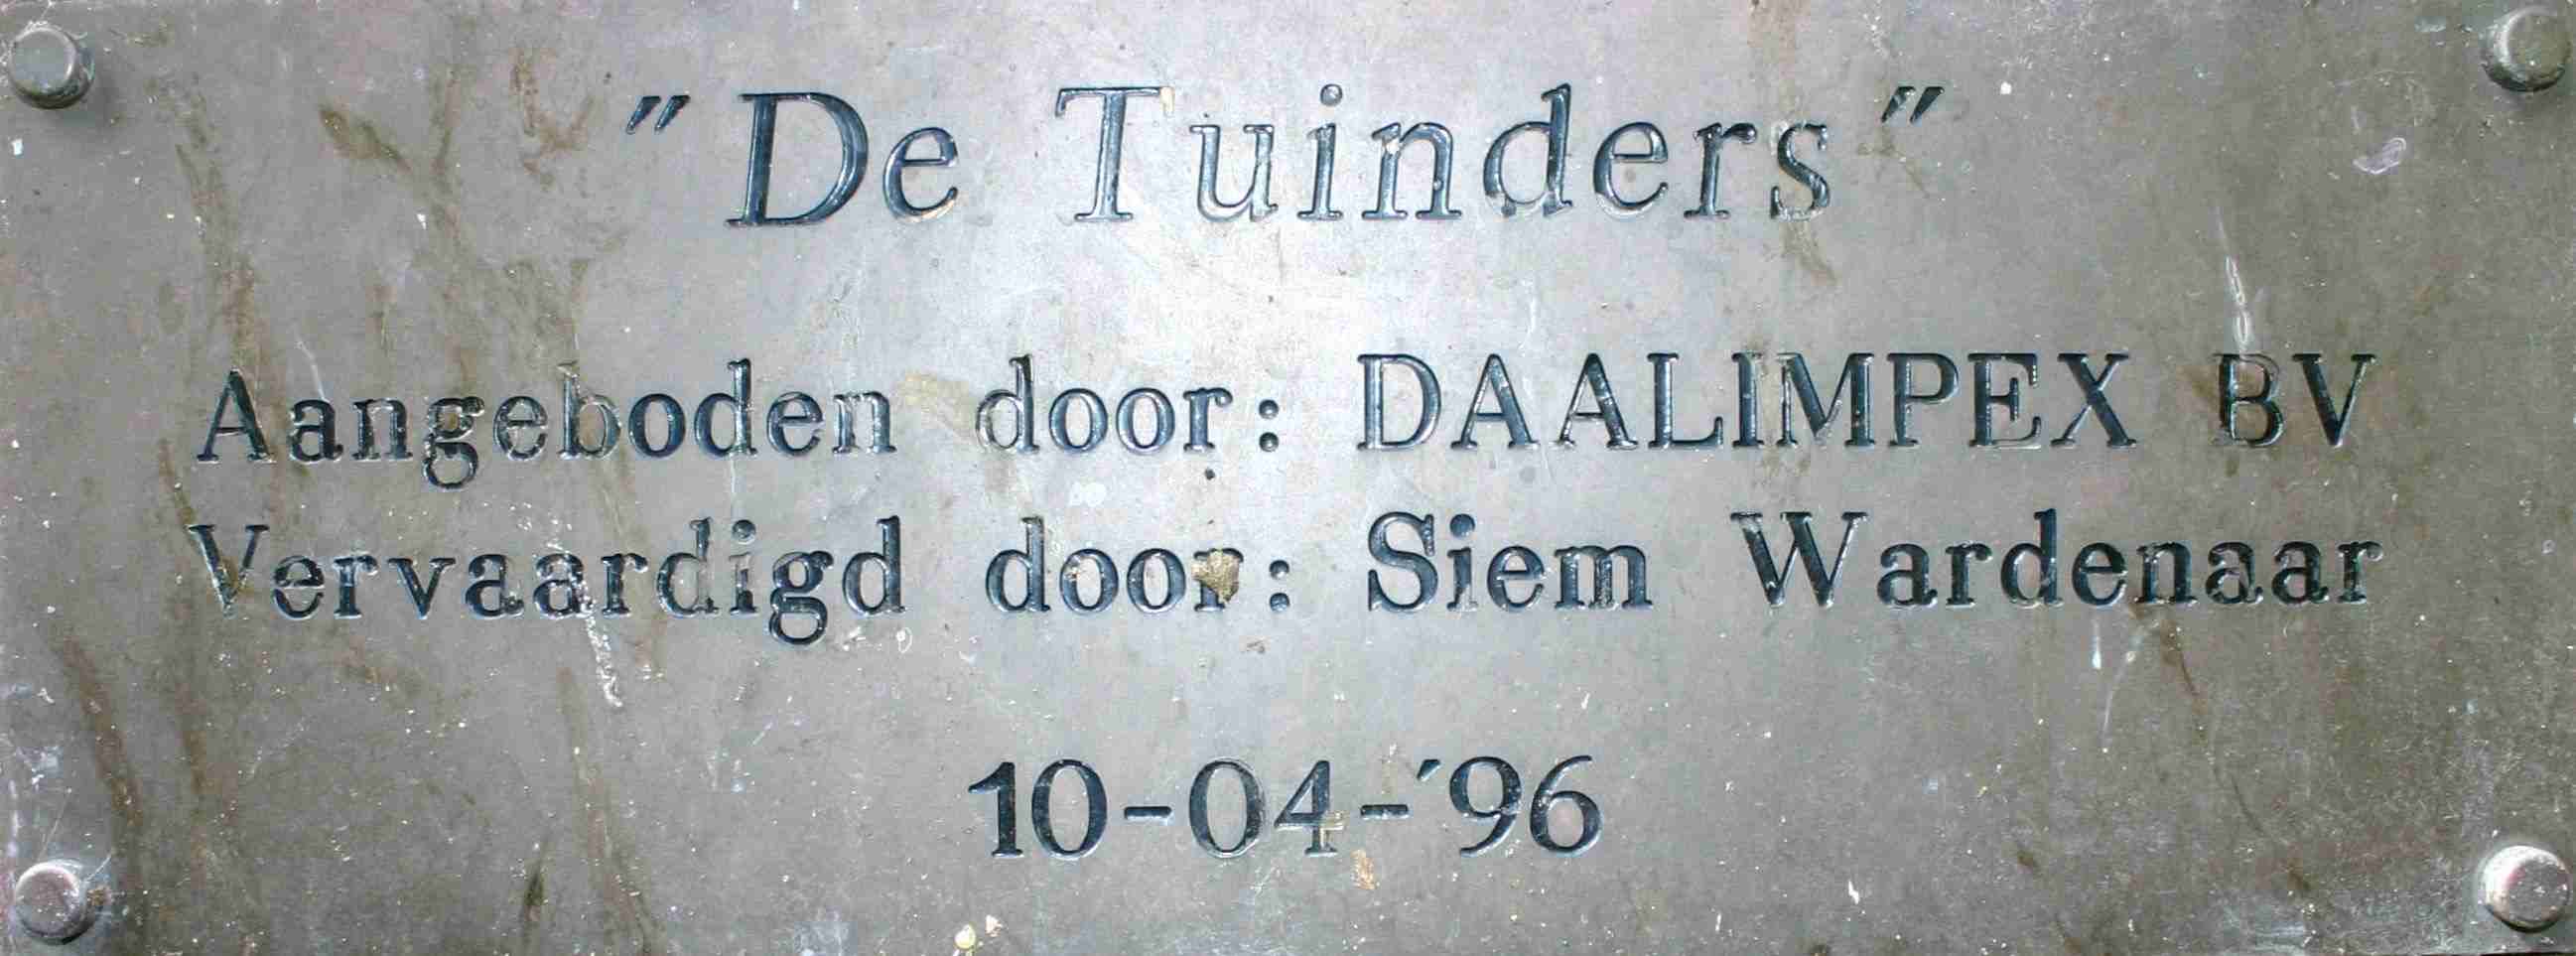 "De Tuinders"
Aangeboden door: DAALIMPEX BV
Vervaardigd door: Siem Wardenaar
10-04-'96